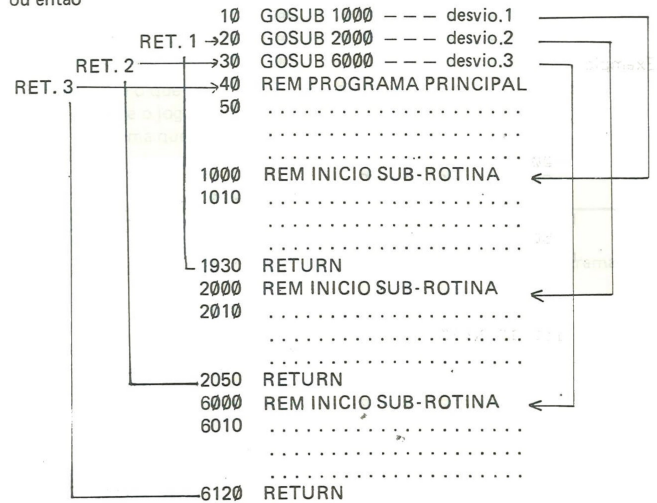 ou então
10 GOSUB 1000 – – – desvio.1
RET. 1 →20 GOSUB 2000 – – – desvio.2
RET. 2 →30 GOSUB 6000 – – – desvio.3
RET. 3 →40 REM PROGRAMA PRINCIPAL
50 . . . . . . . . . . . . . . . . . . .
. . . . . . . . . . . . . . . . . . .
. . . . . . . . . . . . . . . . . . .
1000 REM INICIO SUB-ROTINA
1010 . . . . . . . . . . . . . . . . . . .
. . . . . . . . . . . . . . . . . . .
. . . . . . . . . . . . . . . . . . .
1930 RETURN
2000 REM INICIO SUB-ROTINA
2010 . . . . . . . . . . . . . . . . . . .
. . . . . . . . . . . . . . . . . . .
. . . . . . . . . . . . . . . . . . .
2050 RETURN
6000 REM INICIO SUB-ROTINA
6010 . . . . . . . . . . . . . . . . . . .
. . . . . . . . . . . . . . . . . . .
. . . . . . . . . . . . . . . . . . .
6120 RETURN